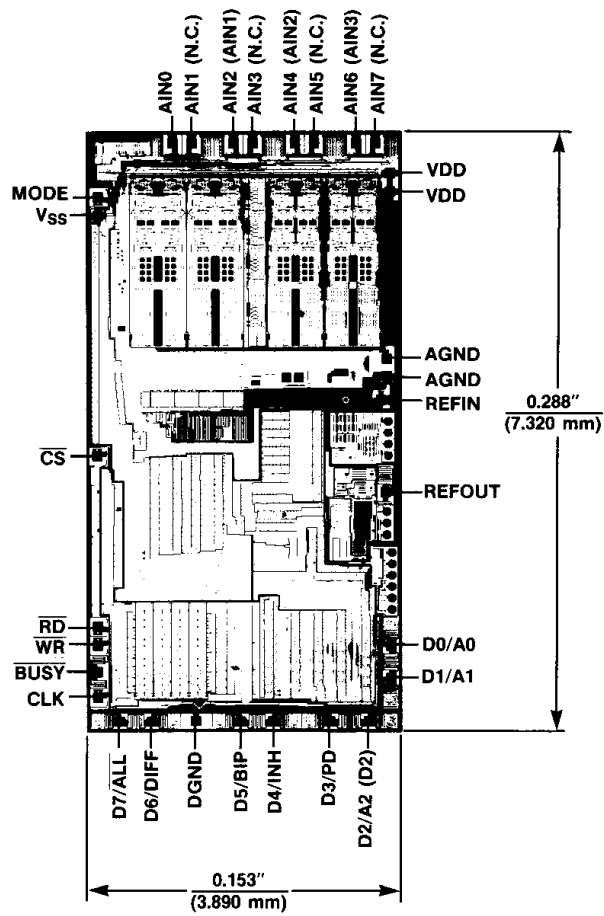 AIN0
AIN1 (N.C.)
AIN2 (AIN1)
AIN3 (N.C.)
AIN4 (AIN2)
AIN5 (N.C.)
AIN6 (AIN3)
AIN7 (N.C.)
VDD
VDD
MODE
VSS
AGND
AGND
REFIN
0.288″
(7.320 mm)
CS
REFOUT
RD
WR
BUSY
CLK
D0/A0
D1/A1
D7/ALL
D6/DIFF
DGND
D5/BIP
D4/INH
D3/PD
D2/A2 (D2)
0.153″
(3.890 mm)